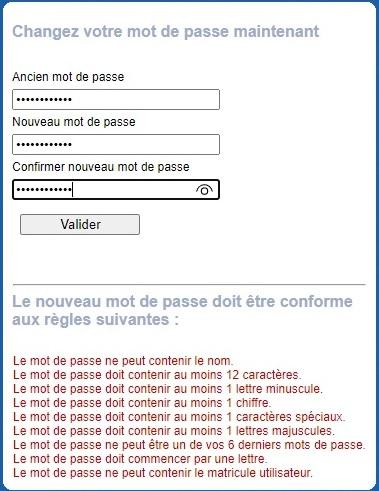 Changez votre mot de passe maintenant
Ancien mot de passe
••••••••••••
Nouveau mot de passe
••••••••••••
Confirmer nouveau mot de passe
••••••••••••
Valider
Le nouveau mot de passe doit être conforme
aux règles suivantes :
Le mot de passe ne peut contenir le nom.
Le mot de passe doit contenir au moins 12 caractères.
Le mot de passe doit contenir au moins 1 lettre minuscule.
Le mot de passe doit contenir au moins 1 chiffre.
Le mot de passe doit contenir au moins 1 caractères spéciaux.
Le mot de passe doit contenir au moins 1 lettres majuscules.
Le mot de passe ne peut être un de vos 6 derniers mots de passe.
Le mot de passe doit commencer par une lettre.
Le mot de passe ne peut contenir le matricule utilisateur.